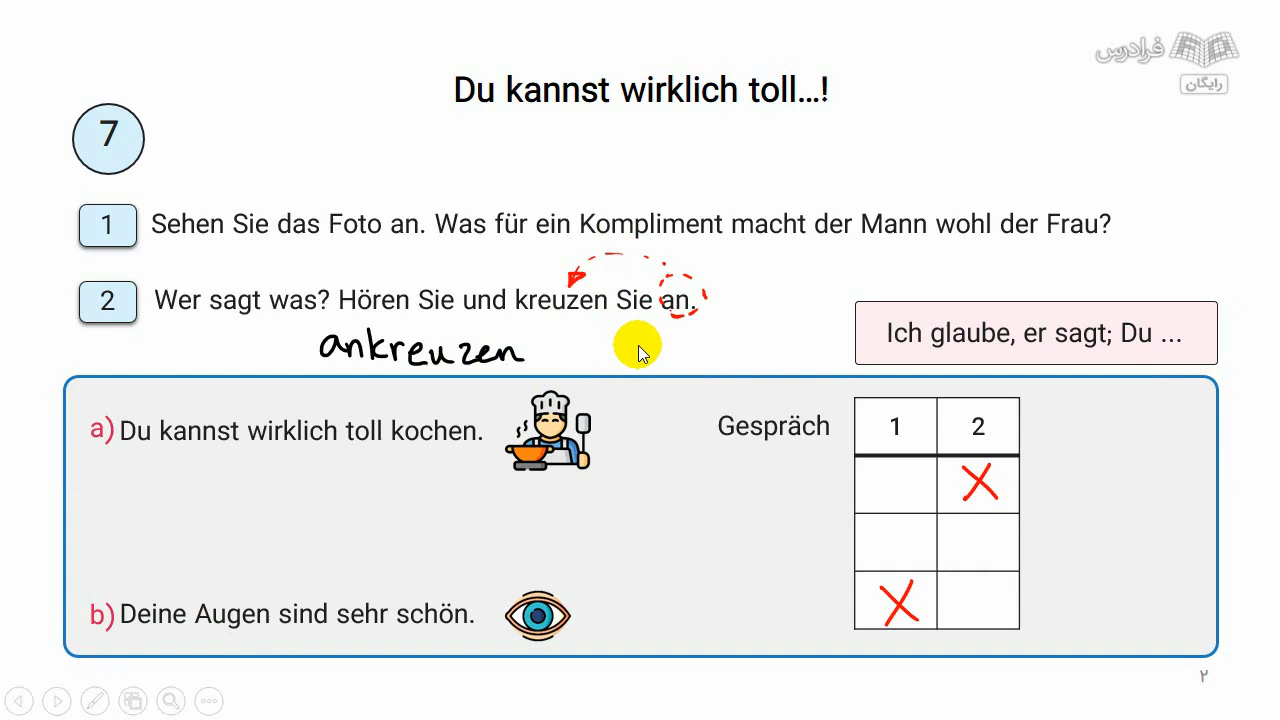 فرادرس
رایگان
Du kannst wirklich toll...!
7
1 Sehen Sie das Foto an. Was für ein Kompliment macht der Mann wohl der Frau?
2 Wer sagt was? Hören Sie und kreuzen Sie an.
ankreuzen
Ich glaube, er sagt; Du ...
a) Du kannst wirklich toll kochen.
Gespräch 1 2
X
b) Deine Augen sind sehr schön.
X
۲